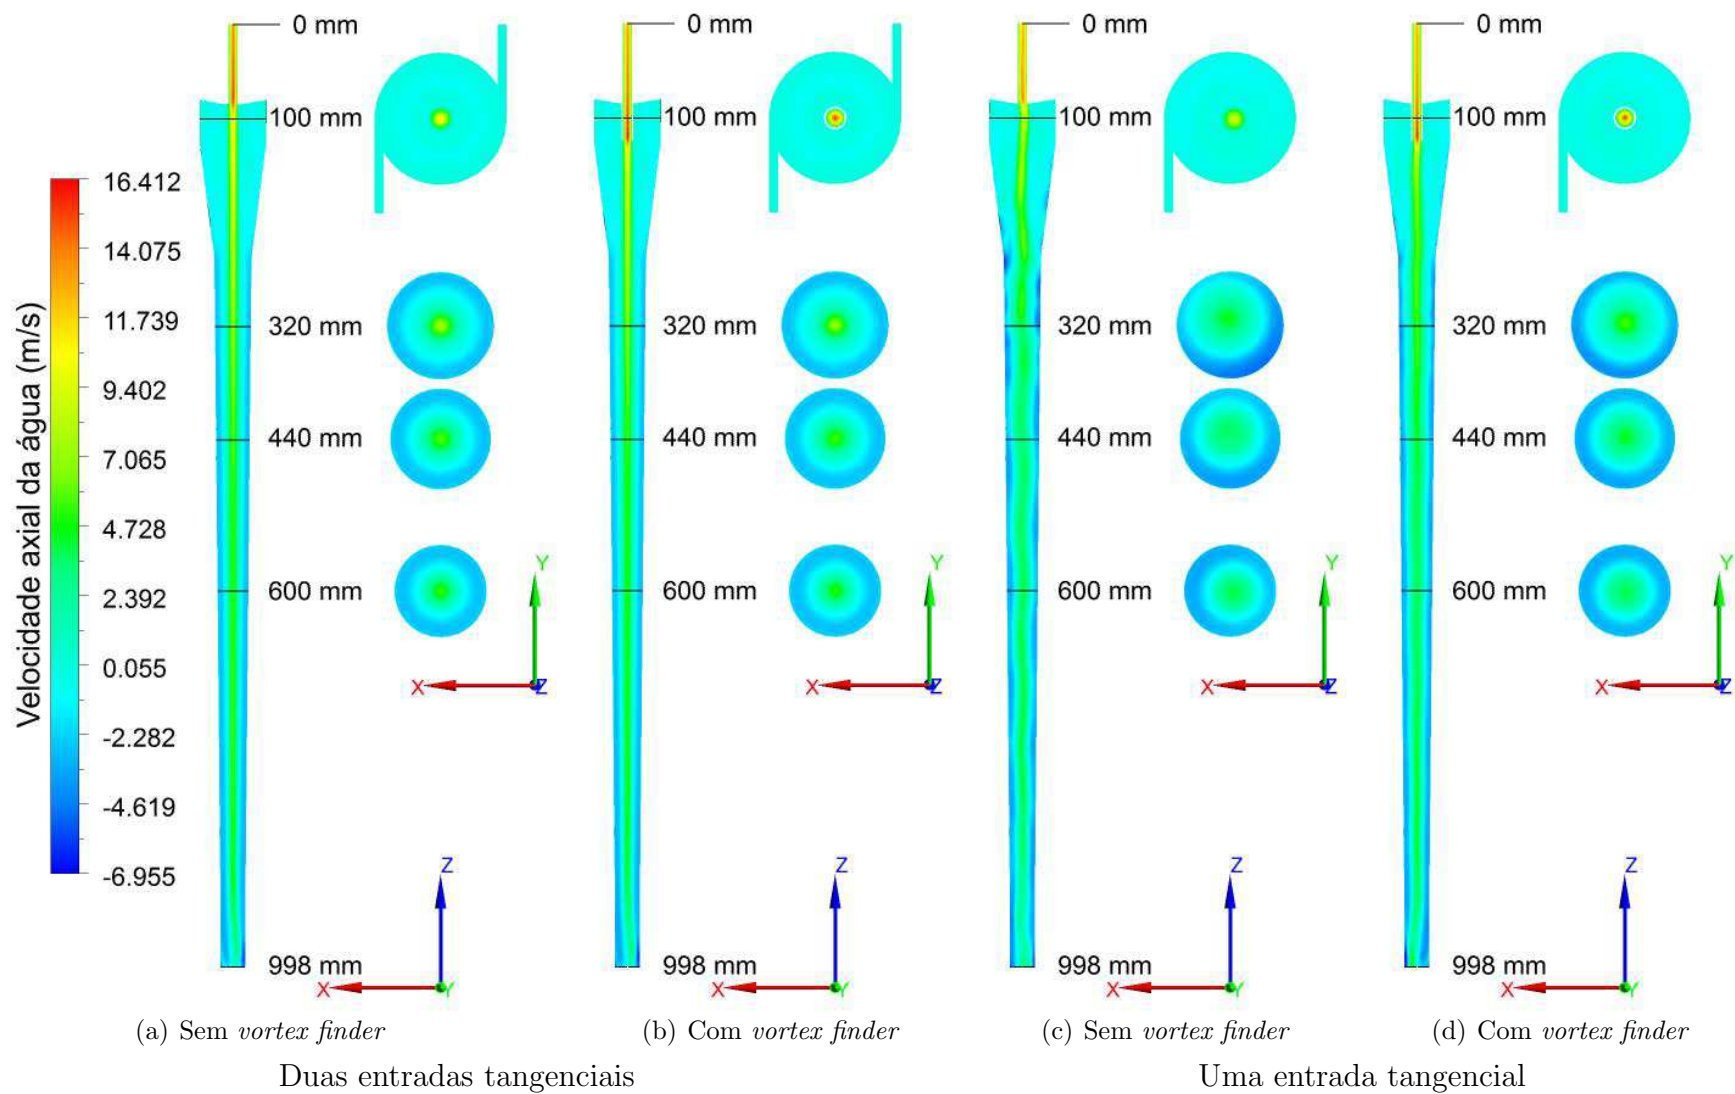 Velocidade axial da água (m/s)
16.412
14.075
11.739
9.402
7.065
4.728
2.392
0.055
-2.282
-4.619
-6.955
0 mm
100 mm
320 mm
440 mm
600 mm
998 mm
Y
X
Z
Z
X
Y
(a) Sem vortex finder
0 mm
100 mm
320 mm
440 mm
600 mm
998 mm
Y
X
Z
Z
X
Y
(b) Com vortex finder
Duas entradas tangenciais
0 mm
100 mm
320 mm
440 mm
600 mm
998 mm
Y
X
Z
Z
X
Y
(c) Sem vortex finder
0 mm
100 mm
320 mm
440 mm
600 mm
998 mm
Y
X
Z
Z
X
Y
(d) Com vortex finder
Uma entrada tangencial